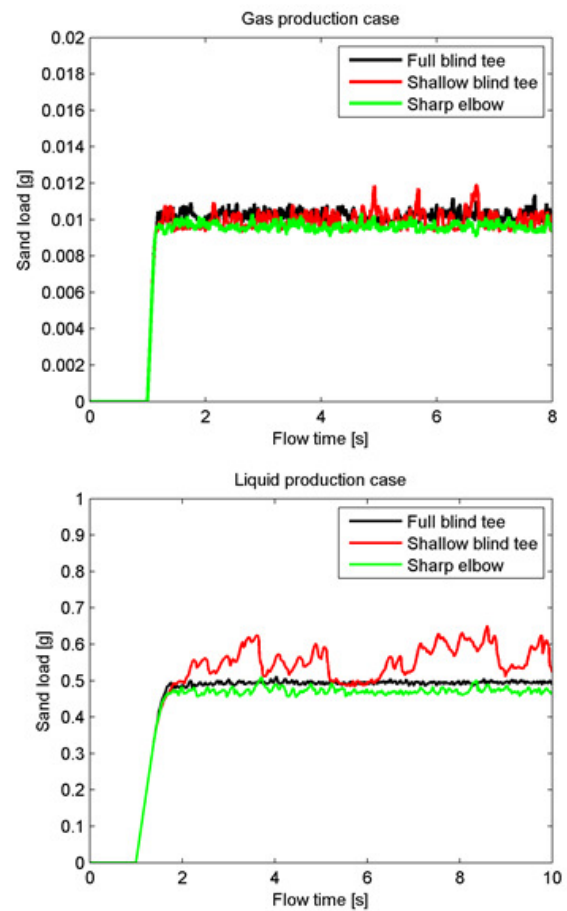 Gas production case
0.02
0.018
0.016
0.014
0.012
0.01
0.008
0.006
0.004
0.002
0
Sand load [g]
Full blind tee
Shallow blind tee
Sharp elbow
0 2 4 6 8
Flow time [s]
Liquid production case
1
0.9
0.8
0.7
0.6
0.5
0.4
0.3
0.2
0.1
0
Sand load [g]
Full blind tee
Shallow blind tee
Sharp elbow
0 2 4 6 8 10
Flow time [s]